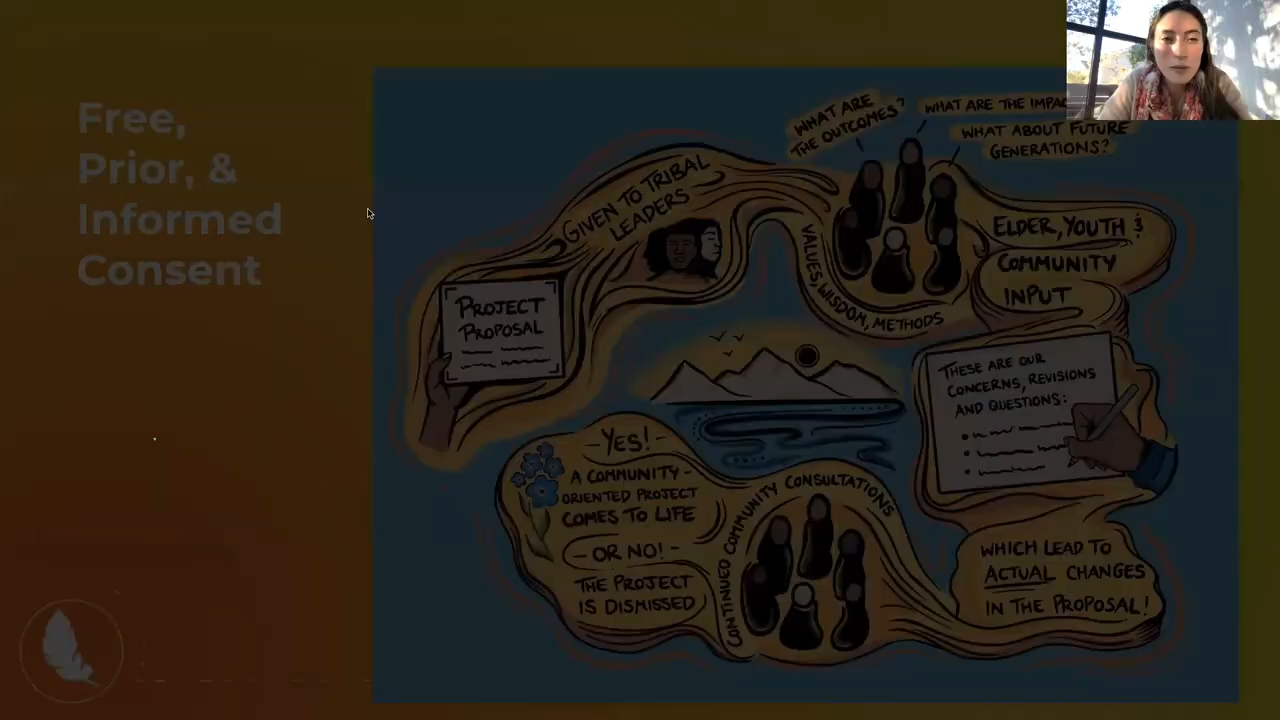 Free,
Prior, &
Informed
Consent
PROJECT
PROPOSAL
GIVEN TO TRIBAL
LEADERS
WHAT ARE
THE OUTCOMES?
WHAT ARE THE
WHAT ABOUT FUTURE
GENERATIONS?
VALUES, WISDOM, METHODS
ELDER, YOUTH &
COMMUNITY
INPUT
THESE ARE OUR
CONCERNS, REVISIONS
AND QUESTIONS:
WHICH LEAD TO
ACTUAL CHANGES
IN THE PROPOSAL!
CONTINUED COMMUNITY CONSULTATIONS
- YES! -
A COMMUNITY -
ORIENTED PROJECT
COMES TO LIFE
- OR NO! -
THE PROJECT
IS DISMISSED